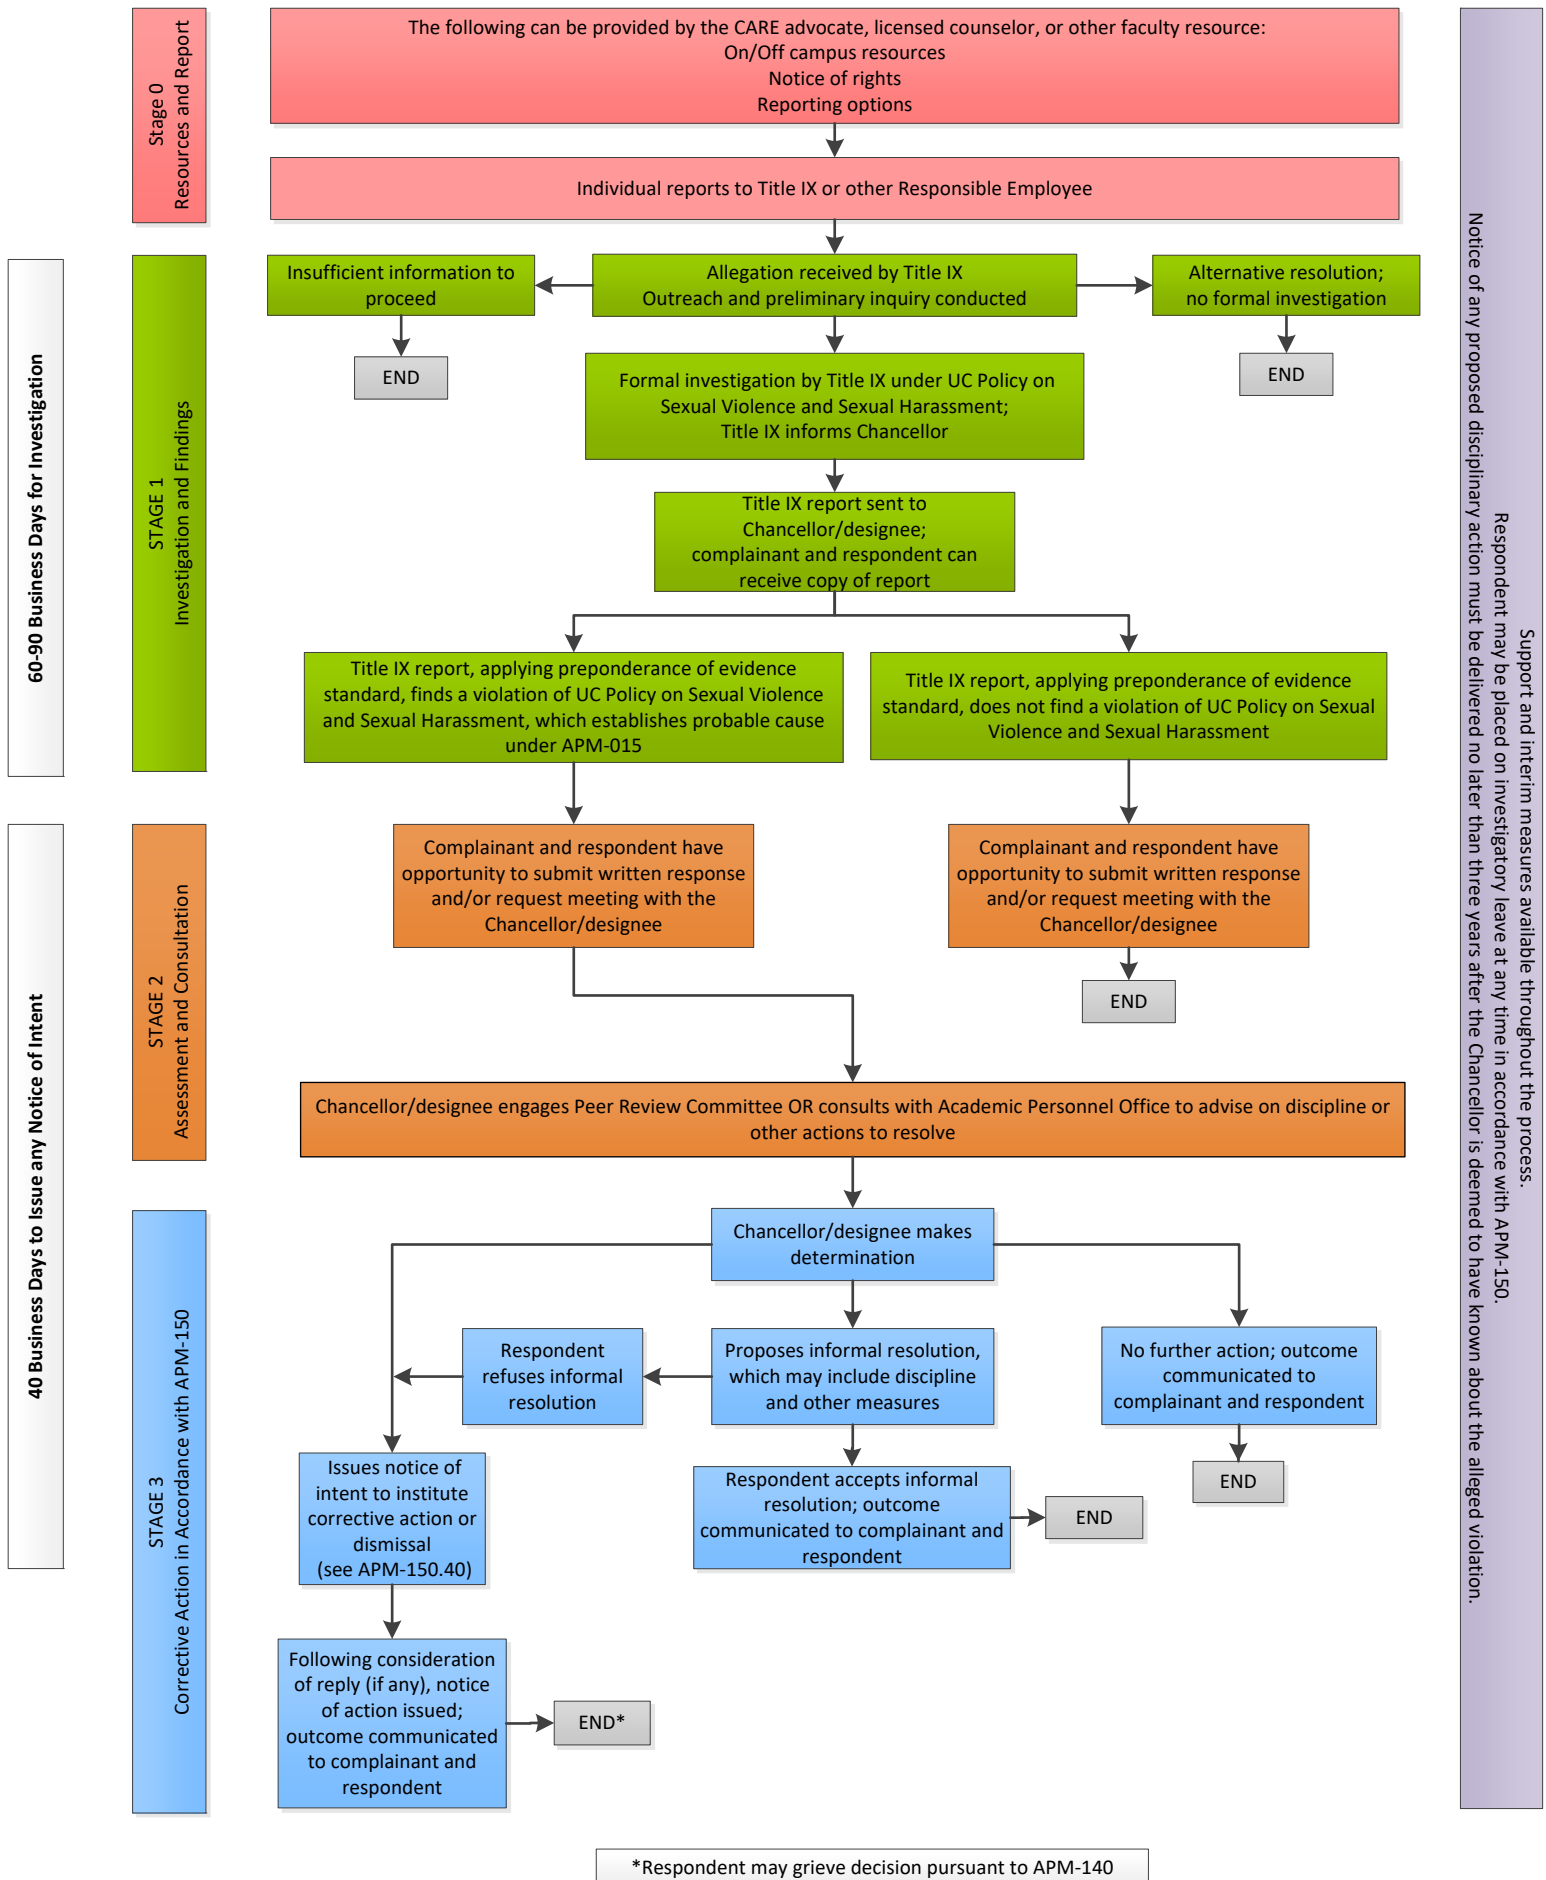 Stage 0
Resources and Report
The following can be provided by the CARE advocate, licensed counselor, or other faculty resource:
On/Off campus resources
Notice of rights
Reporting options
Individual reports to Title IX or other Responsible Employee
60-90 Business Days for Investigation
STAGE 1
Investigation and Findings
Insufficient information to
proceed
Allegation received by Title IX
Outreach and preliminary inquiry conducted
Alternative resolution;
no formal investigation
END
END
Formal investigation by Title IX under UC Policy on
Sexual Violence and Sexual Harassment;
Title IX informs Chancellor
Title IX report sent to
Chancellor/designee;
complainant and respondent can
receive copy of report
Title IX report, applying preponderance of evidence
standard, finds a violation of UC Policy on Sexual Violence
and Sexual Harassment, which establishes probable cause
under APM-015
Title IX report, applying preponderance of evidence
standard, does not find a violation of UC Policy on Sexual
Violence and Sexual Harassment
40 Business Days to Issue any Notice of Intent
STAGE 2
Assessment and Consultation
Complainant and respondent have
opportunity to submit written response
and/or request meeting with the
Chancellor/designee
Complainant and respondent have
opportunity to submit written response
and/or request meeting with the
Chancellor/designee
END
Chancellor/designee engages Peer Review Committee OR consults with Academic Personnel Office to advise on discipline or
other actions to resolve
STAGE 3
Corrective Action in Accordance with APM-150
Chancellor/designee makes
determination
Respondent
refuses informal
resolution
Proposes informal resolution,
which may include discipline
and other measures
No further action; outcome
communicated to
complainant and respondent
Issues notice of
intent to institute
corrective action or
dismissal
(see APM-150.40)
Respondent accepts informal
resolution; outcome
communicated to complainant and
respondent
END
END
Following consideration
of reply (if any), notice
of action issued;
outcome communicated
to complainant and
respondent
END*
Support and interim measures available throughout the process.
Respondent may be placed on investigatory leave at any time in accordance with APM-150.
Notice of any proposed disciplinary action must be delivered no later than three years after the Chancellor is deemed to have known about the alleged violation.
*Respondent may grieve decision pursuant to APM-140